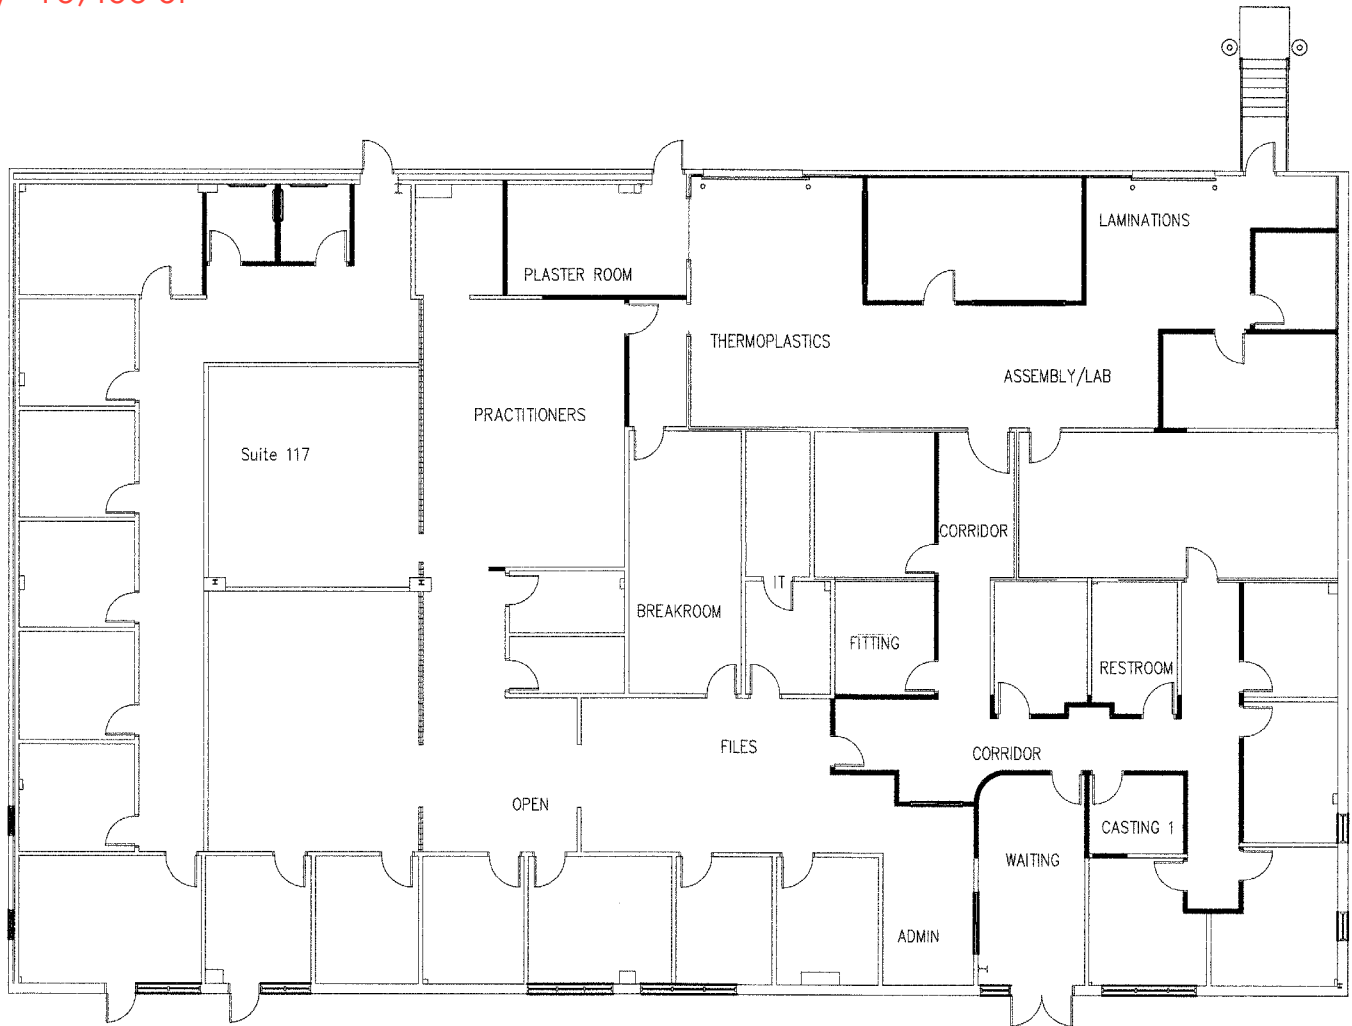 LAMINATIONS
PLASTER ROOM
THERMOPLASTICS
ASSEMBLY/LAB
PRACTITIONERS
Suite 117
CORRIDOR
IT
BREAKROOM
FITTING
RESTROOM
FILES
CORRIDOR
OPEN
CASTING 1
WAITING
ADMIN